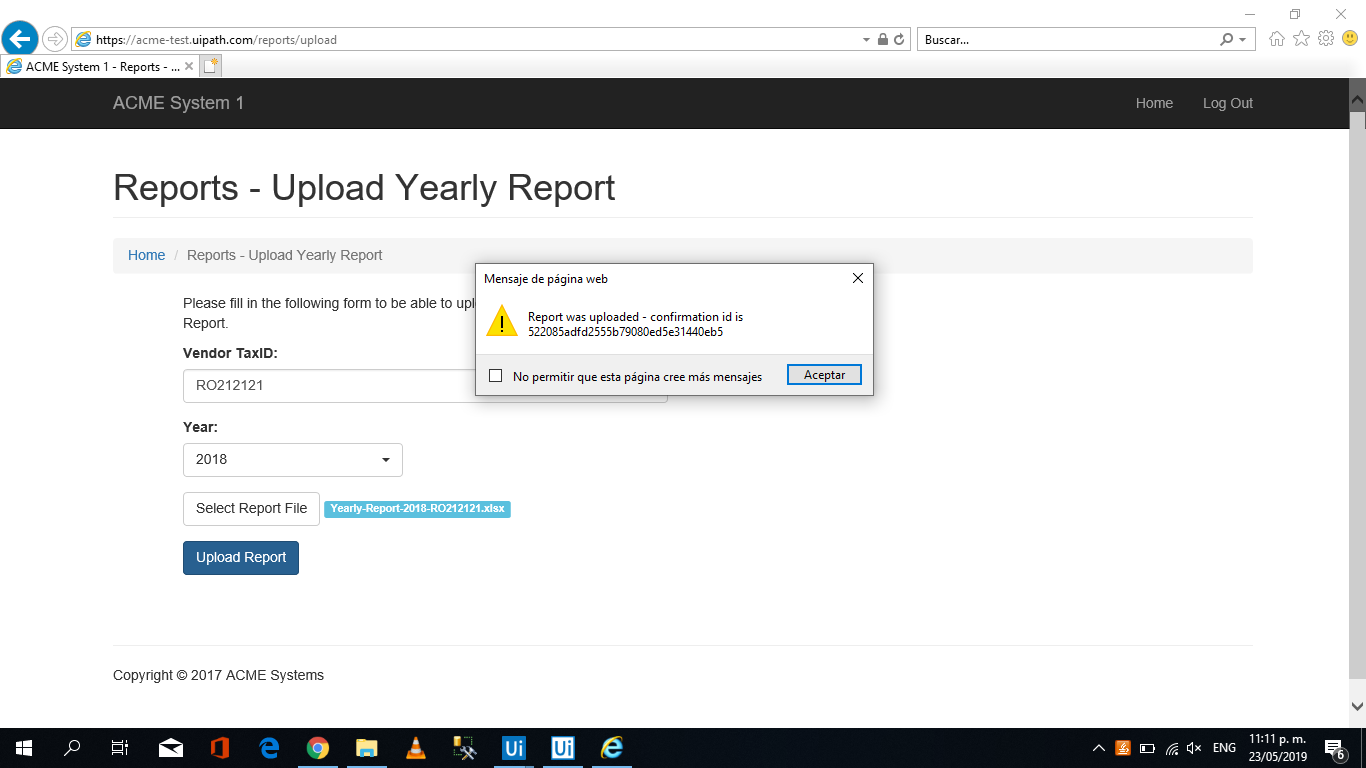 https://acme-test.uipath.com/reports/upload
Buscar...
ACME System 1 - Reports - ...
ACME System 1
Home
Log Out
Reports - Upload Yearly Report
Home / Reports - Upload Yearly Report
Mensaje de página web
Please fill in the following form to be able to upl
Report.
Report was uploaded - confirmation id is
522085adfd2555b79080ed5e31440eb5
Vendor TaxID:
RO212121
No permitir que esta página cree más mensajes
Aceptar
Year:
2018
Select Report File
Yearly-Report-2018-RO212121.xlsx
Upload Report
Copyright © 2017 ACME Systems
Ui
Ui
ENG
11:11 p. m.
23/05/2019
6